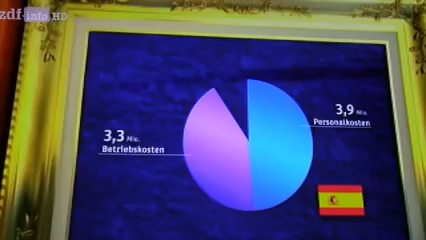 zdf info HD
3,9 Mio.
Personalkosten
3,3 Mio.
Betriebskosten